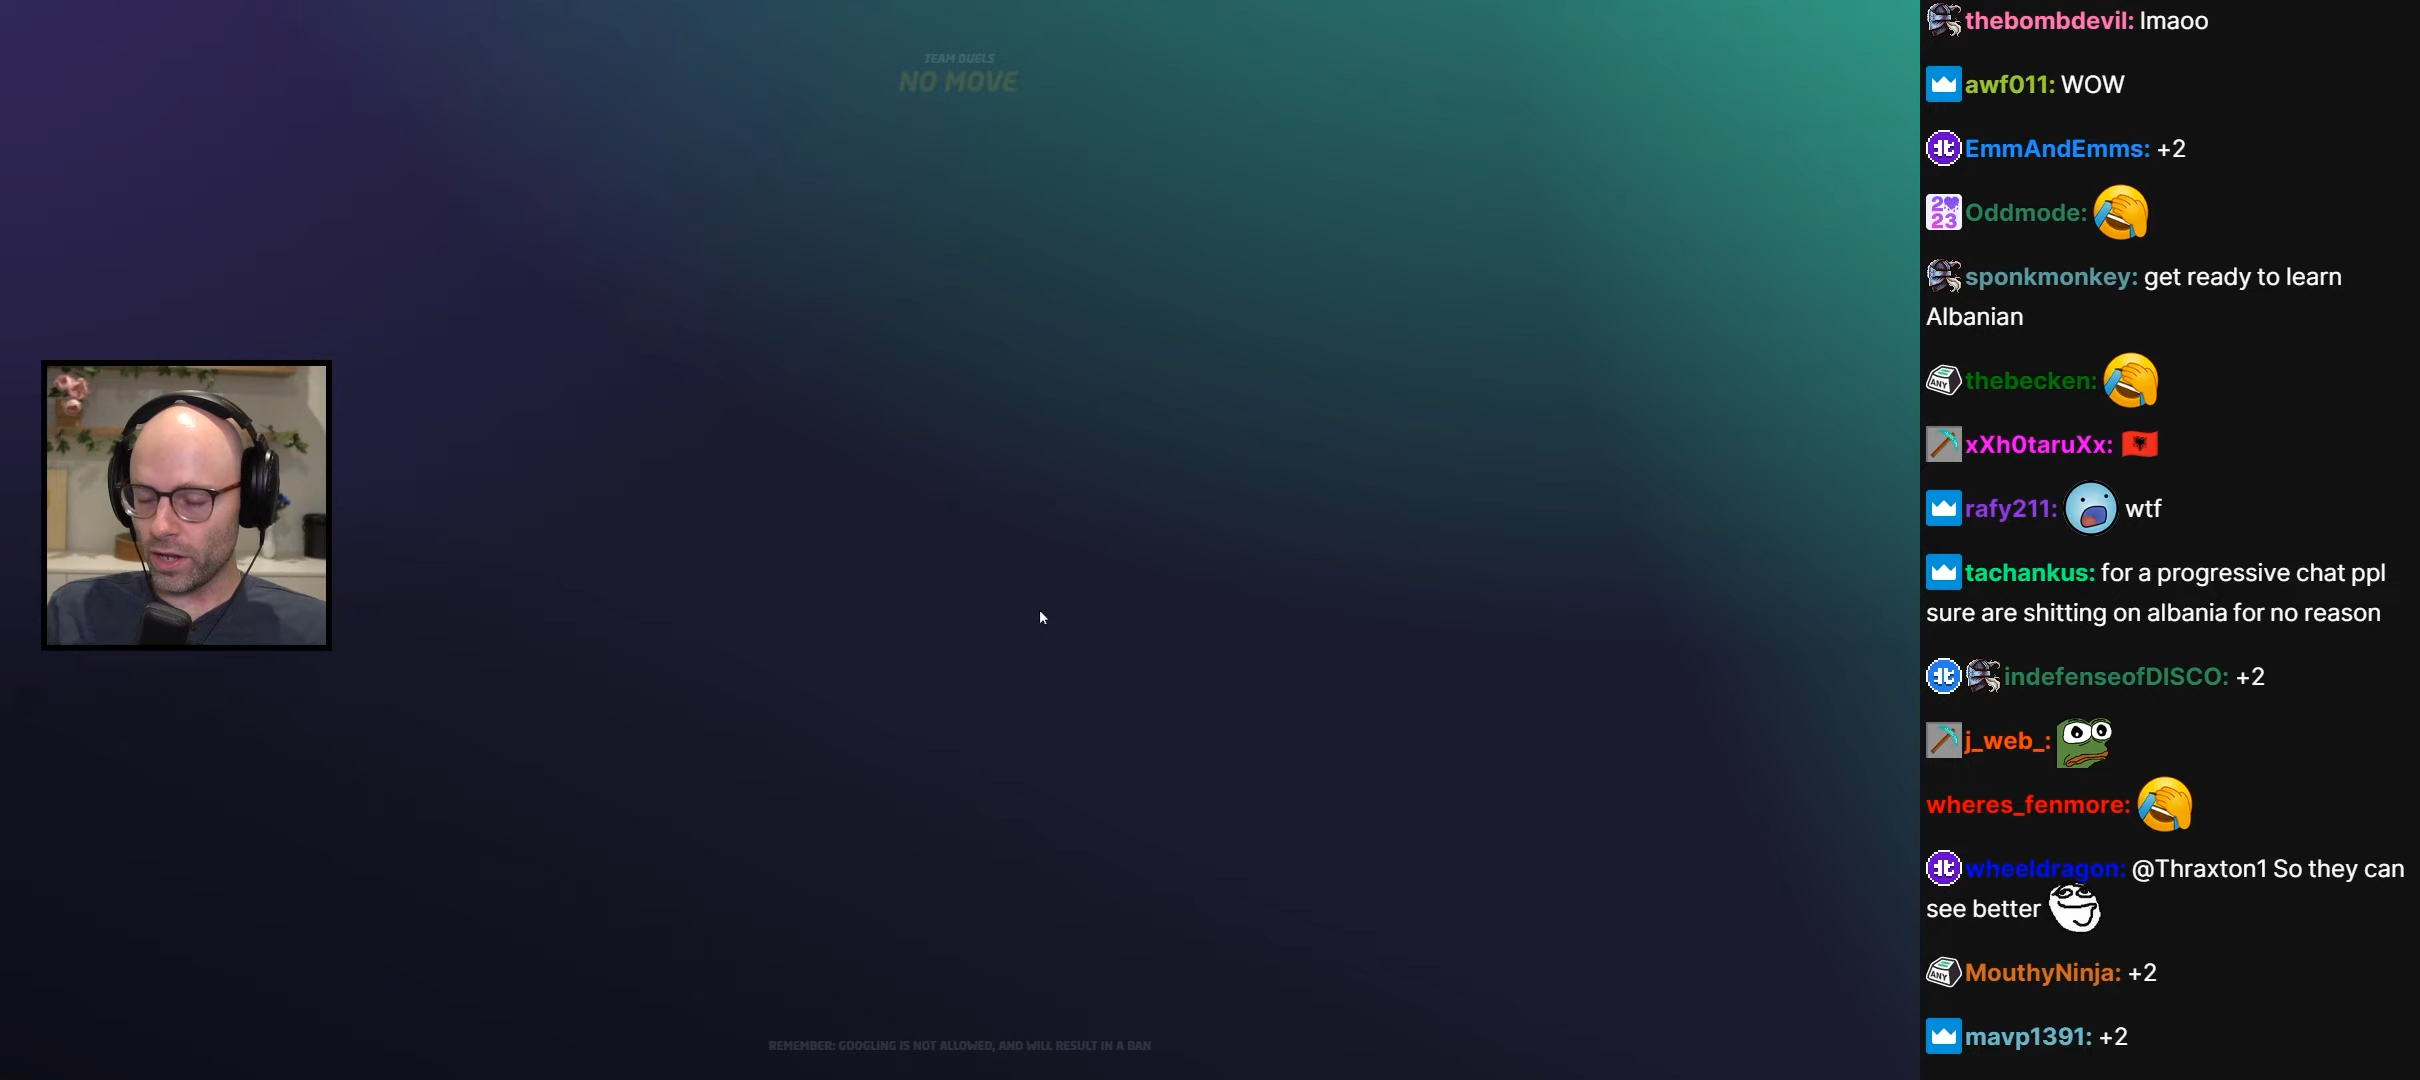 TEAM DUELS
NO MOVE
REMEMBER: GOOGLING IS NOT ALLOWED, AND WILL RESULT IN A BAN
thebombdevil: lmaoo
awf011: WOW
EmmAndEmms: +2
2023 Oddmode:
sponkmonkey: get ready to learn
Albanian
ANY thebecken:
xXh0taruXx:
rafy211: wtf
tachankus: for a progressive chat ppl
sure are shitting on albania for no reason
indefenseofDISCO: +2
j_web_:
wheres_fenmore:
wheeldragon: @Thraxton1 So they can
see better
ANY MouthyNinja: +2
mavp1391: +2